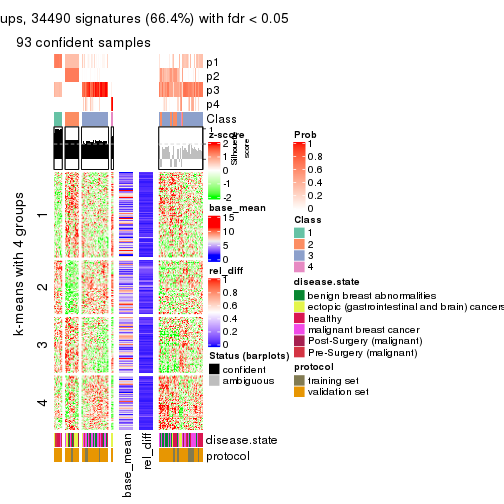 ups, 34490 signatures (66.4%) with fdr < 0.05
93 confident samples
p1
p2
p3
p4
Class
1
Silhouette score
z-score
2
1
0
-1
-2
base_mean
15
10
5
0
rel_diff
1
0.8
0.6
0.4
0.2
0
Status (barplots)
confident
ambiguous
k-means with 4 groups
1
2
3
4
base_mean
rel_diff
disease.state
protocol
Prob
1
0.8
0.6
0.4
0.2
0
Class
1
2
3
4
disease.state
benign breast abnormalities
ectopic (gastrointestinal and brain) cancers
healthy
malignant breast cancer
Post-Surgery (malignant)
Pre-Surgery (malignant)
protocol
training set
validation set